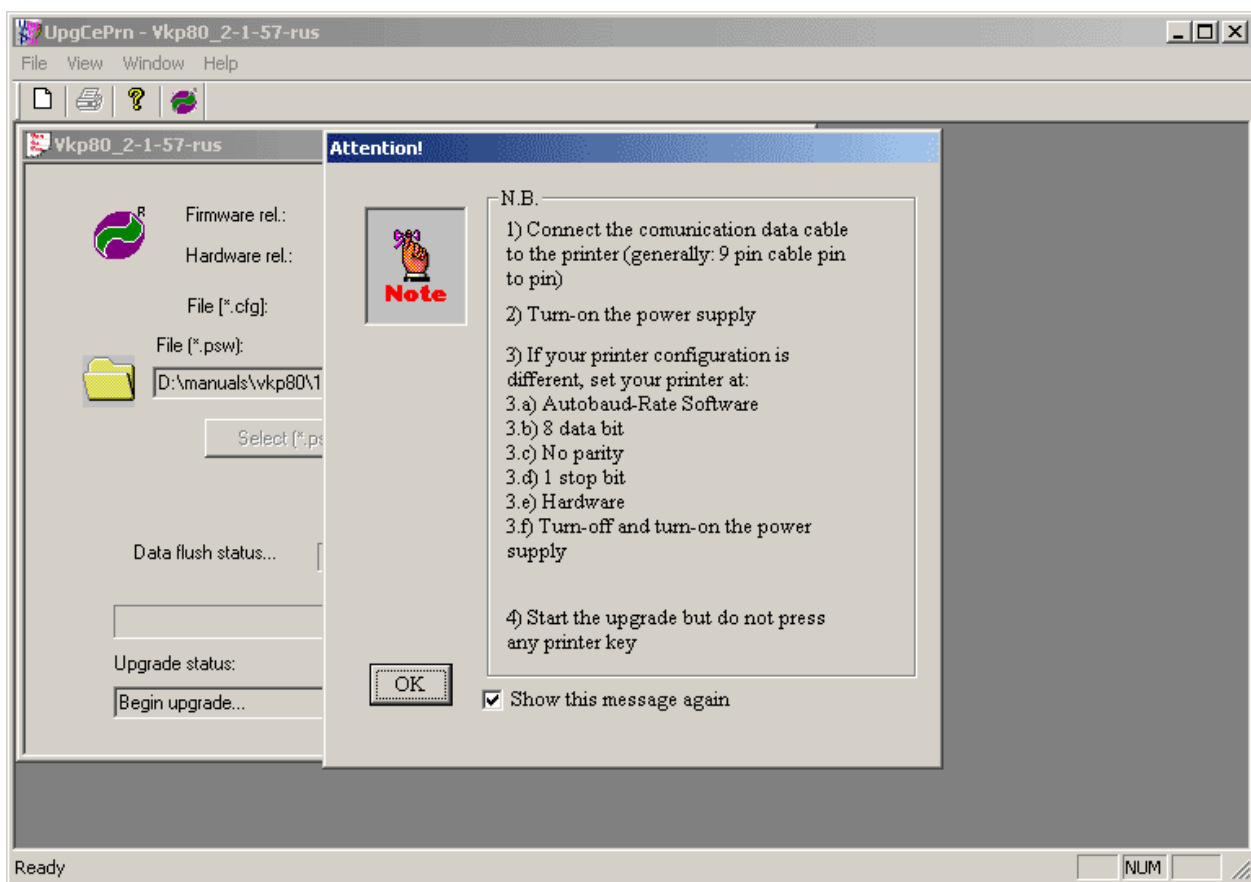 UpgCePrn - Vkp80_2-1-57-rus
File View Window Help
Vkp80_2-1-57-rus
R
Firmware rel.:
Hardware rel.:
File [*.cfg]:
File (*.psw):
D:\manuals\vkp80\1
Select (*.ps
Data flush status...
Upgrade status:
Begin upgrade...
Attention!
Note
N.B.
1) Connect the comunication data cable
to the printer (generally: 9 pin cable pin
to pin)
2) Turn-on the power supply
3) If your printer configuration is
different, set your printer at:
3.a) Autobaud-Rate Software
3.b) 8 data bit
3.c) No parity
3.d) 1 stop bit
3.e) Hardware
3.f) Turn-off and turn-on the power
supply
4) Start the upgrade but do not press
any printer key
OK
Show this message again
Ready
NUM